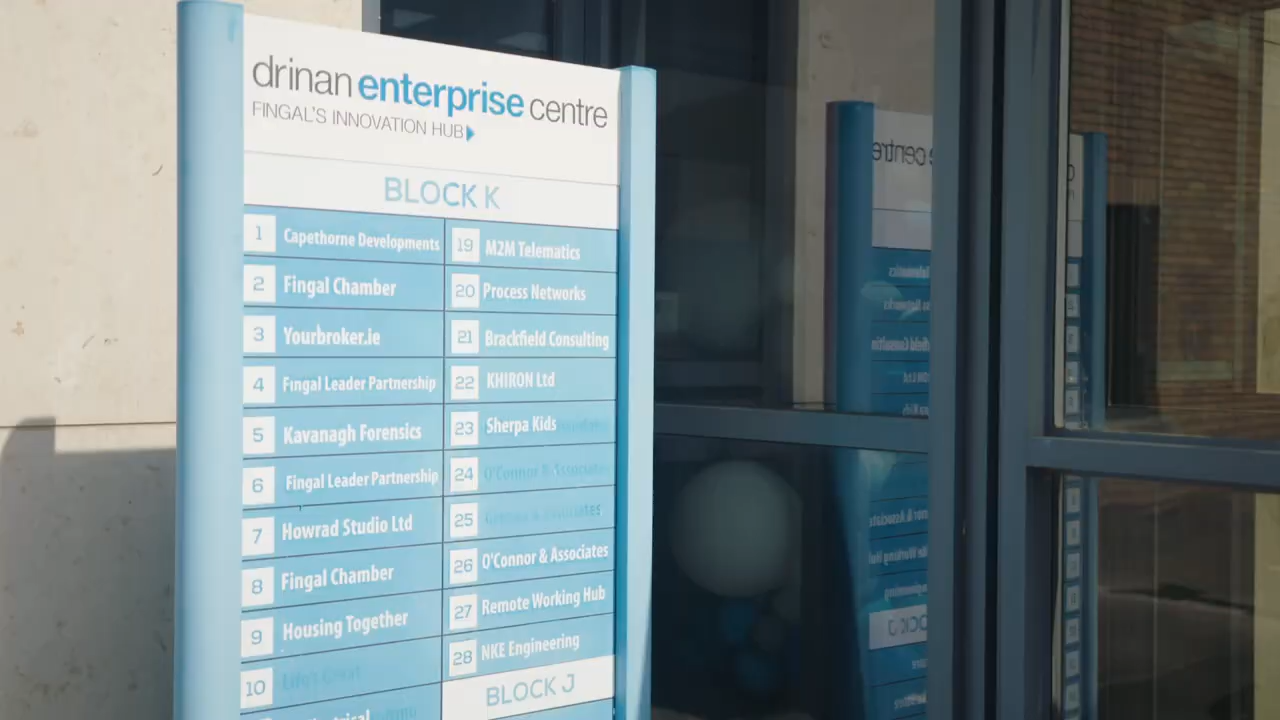 drinan enterprise centre
FINGAL'S INNOVATION HUB
BLOCK K
1 Capethorne Developments
2 Fingal Chamber
3 Yourbroker.ie
4 Fingal Leader Partnership
5 Kavanagh Forensics
6 Fingal Leader Partnership
7 Howrad Studio Ltd
8 Fingal Chamber
9 Housing Together
10
19 M2M Telematics
20 Process Networks
21 Brackfield Consulting
22 KHIRON Ltd
23 Sherpa Kids
24 O'Connor & Associates
25
26 O'Connor & Associates
27 Remote Working Hub
28 NKE Engineering
BLOCK J